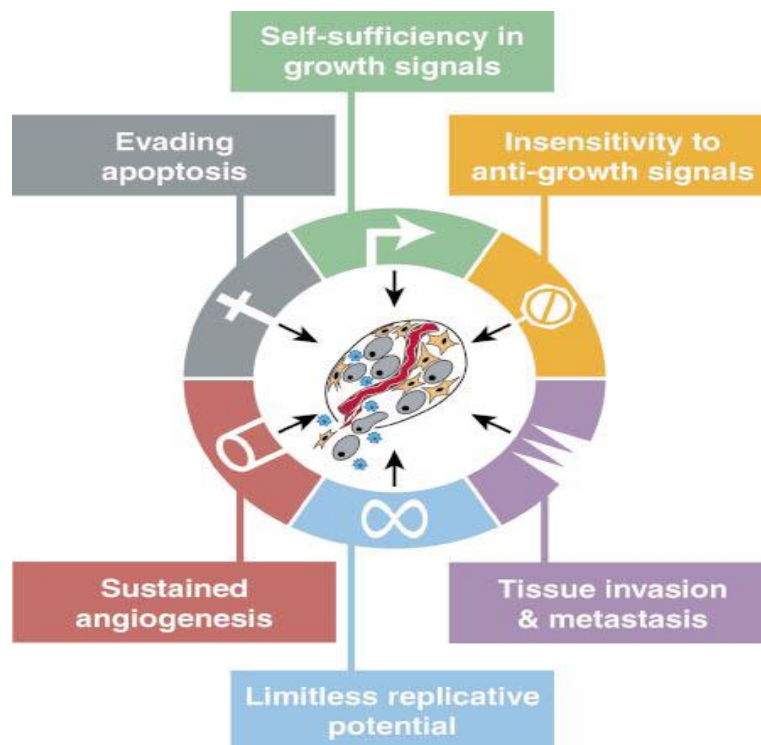 Self-sufficiency in
growth signals
Evading
apoptosis
Insensitivity to
anti-growth signals
Sustained
angiogenesis
Tissue invasion
& metastasis
Limitless replicative
potential